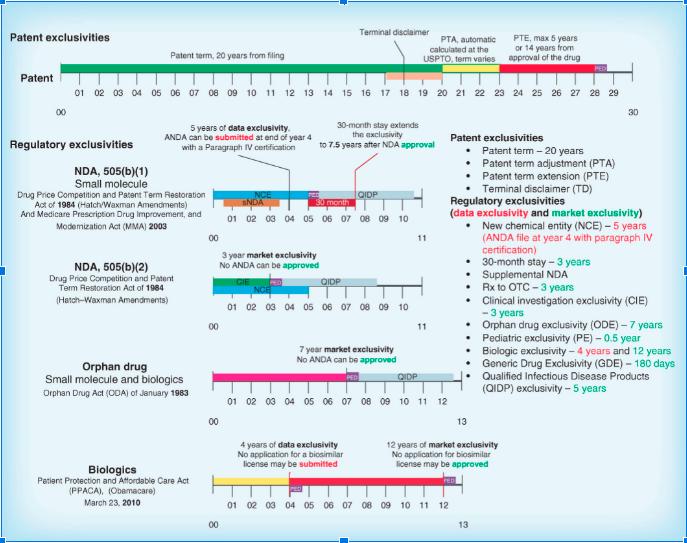 Patent exclusivities
Terminal disclaimer
Patent term, 20 years from filing
PTA, automatic
calculated at the
USPTO, term varies
PTE, max 5 years
or 14 years from
approval of the drug
Patent
PED
01 02 03 04 05 06 07 08 09 10 11 12 13 14 15 16 17 18 19 20 21 22 23 24 25 26 27 28 29
00 30
Regulatory exclusivities
5 years of data exclusivity,
ANDA can be submitted at end of year 4
with a Paragraph IV certification
30-month stay extends
the exclusivity
to 7.5 years after NDA approval
NDA, 505(b)(1)
Small molecule
Drug Price Competition and Patent Term Restoration
Act of 1984 (Hatch/Waxman Amendments)
And Medicare Prescription Drug Improvement, and
Modernization Act (MMA) 2003
NCE PED QIDP
sNDA 30 month
01 02 03 04 05 06 07 08 09 10
00 11
NDA, 505(b)(2)
Drug Price Competition and Patent
Term Restoration Act of 1984
(Hatch–Waxman Amendments)
3 year market exclusivity
No ANDA can be approved
CIE PED QIDP
NCE
01 02 03 04 05 06 07 08 09 10
00 11
Orphan drug
Small molecule and biologics
Orphan Drug Act (ODA) of January 1983
7 year market exclusivity
No ANDA can be approved
PED QIDP
01 02 03 04 05 06 07 08 09 10 11 12
00 13
Biologics
Patient Protection and Affordable Care Act
(PPACA), (Obamacare)
March 23, 2010
4 years of data exclusivity
No application for a biosimilar
license may be submitted
12 years of market exclusivity
No application for biosimilar
license may be approved
PED
PED
01 02 03 04 05 06 07 08 09 10 11 12
00 13
Patent exclusivities
• Patent term – 20 years
• Patent term adjustment (PTA)
• Patent term extension (PTE)
• Terminal disclaimer (TD)
Regulatory exclusivities
(data exclusivity and market exclusivity)
• New chemical entity (NCE) – 5 years
(ANDA file at year 4 with paragraph IV
certification)
• 30-month stay – 3 years
• Supplemental NDA
• Rx to OTC – 3 years
• Clinical investigation exclusivity (CIE)
– 3 years
• Orphan drug exclusivity (ODE) – 7 years
• Pediatric exclusivity (PE) – 0.5 year
• Biologic exclusivity – 4 years and 12 years
• Generic Drug Exclusivity (GDE) – 180 days
• Qualified Infectious Disease Products
(QIDP) exclusivity – 5 years